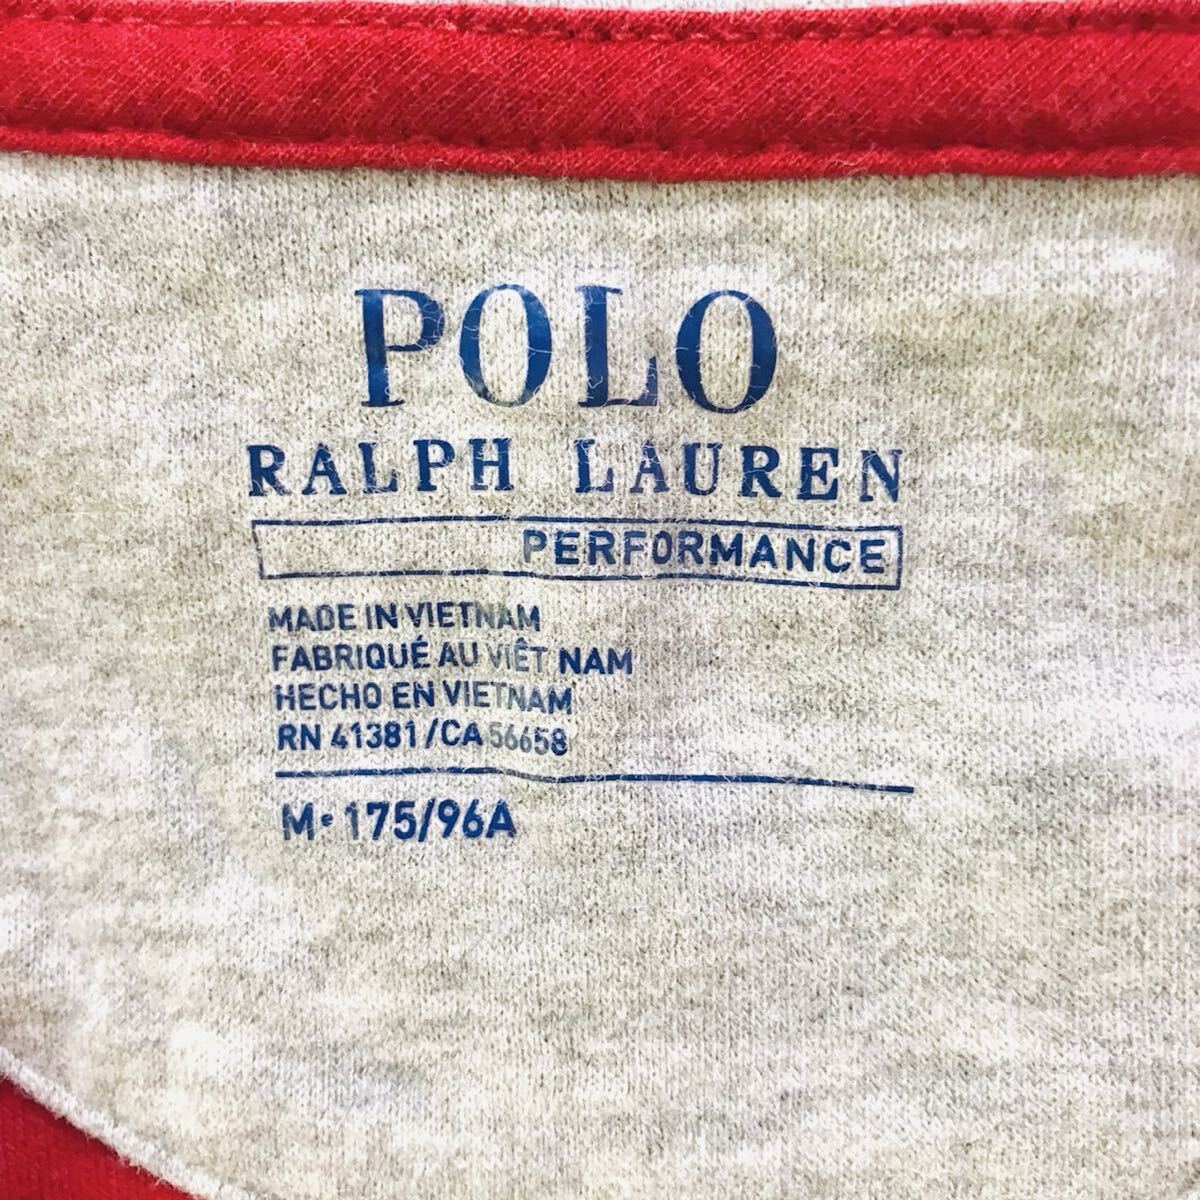 POLO
RALPH LAUREN
PERFORMANCE
MADE IN VIETNAM
FABRIQUÉ AU VIÊT NAM
HECHO EN VIETNAM
RN 41381/CA 56658
M• 175/96A